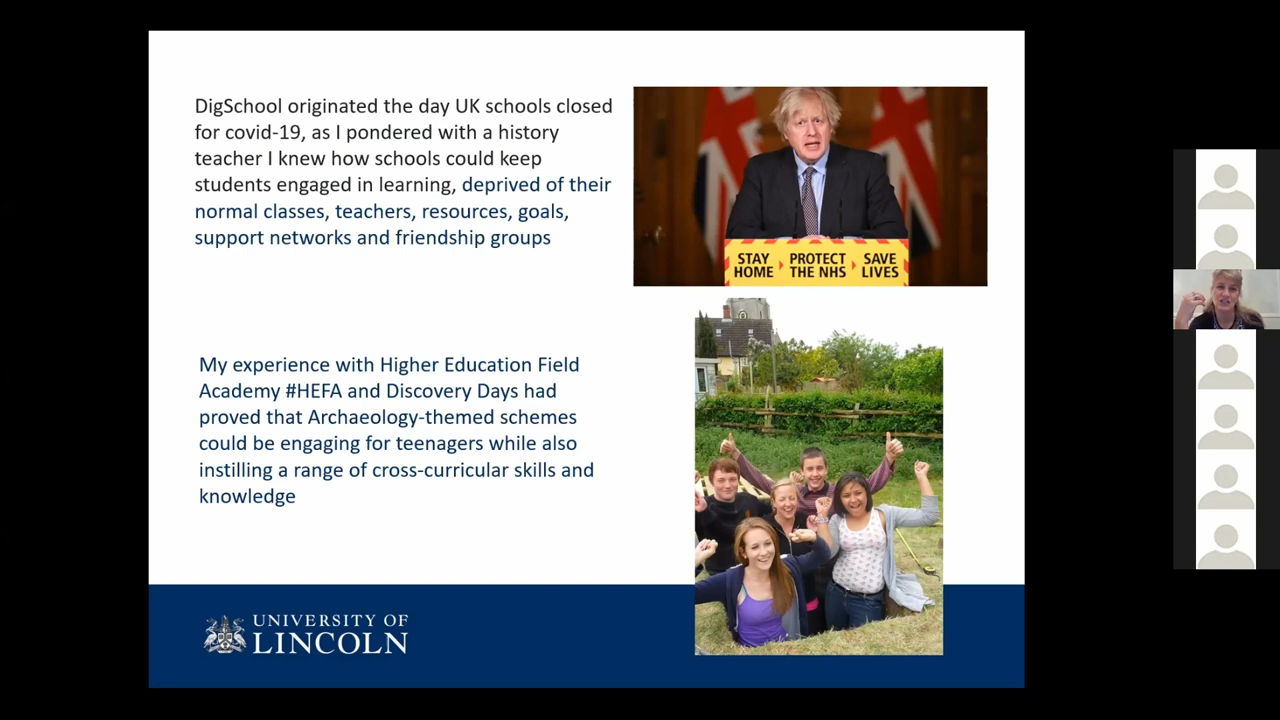 DigSchool originated the day UK schools closed
for covid-19, as I pondered with a history
teacher I knew how schools could keep
students engaged in learning, deprived of their
normal classes, teachers, resources, goals,
support networks and friendship groups
STAY HOME PROTECT THE NHS SAVE LIVES
My experience with Higher Education Field
Academy #HEFA and Discovery Days had
proved that Archaeology-themed schemes
could be engaging for teenagers while also
instilling a range of cross-curricular skills and
knowledge
UNIVERSITY OF
LINCOLN